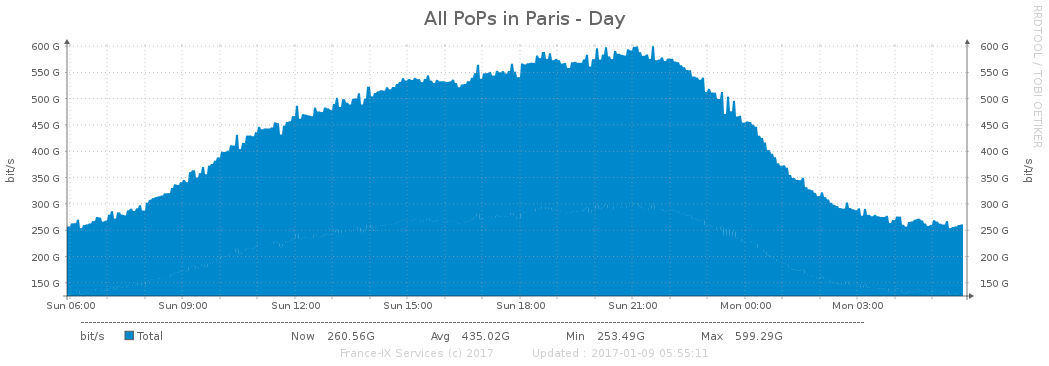 All PoPs in Paris - Day
RRDTOOL / TOBI OETIKER
bit/s
600 G 600 G
550 G 550 G
500 G 500 G
450 G 450 G
400 G 400 G
350 G 350 G
300 G 300 G
250 G 250 G
200 G 200 G
150 G 150 G
bit/s
Sun 06:00 Sun 09:00 Sun 12:00 Sun 15:00 Sun 18:00 Sun 21:00 Mon 00:00 Mon 03:00
bit/s Total Now 260.56G Avg 435.02G Min 253.49G Max 599.29G
France-IX Services (c) 2017 Updated : 2017-01-09 05:55:11